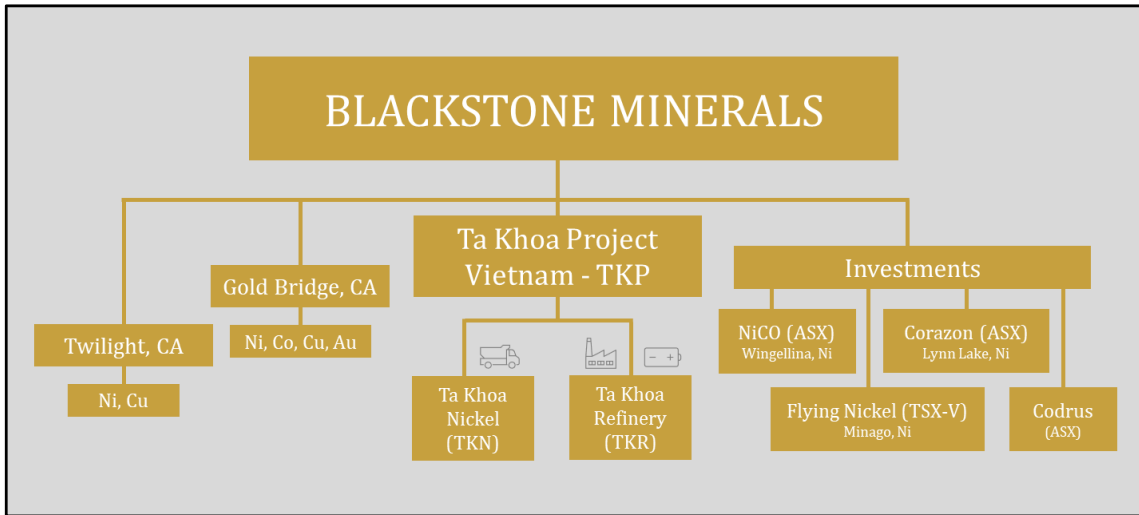 BLACKSTONE MINERALS
Twilight, CA
Ni, Cu
Gold Bridge, CA
Ni, Co, Cu, Au
Ta Khoa Project
Vietnam - TKP
Ta Khoa
Nickel
(TKN)
Ta Khoa
Refinery
(TKR)
Investments
NiCO (ASX)
Wingellina, Ni
Flying Nickel (TSX-V)
Minago, Ni
Corazon (ASX)
Lynn Lake, Ni
Codrus
(ASX)